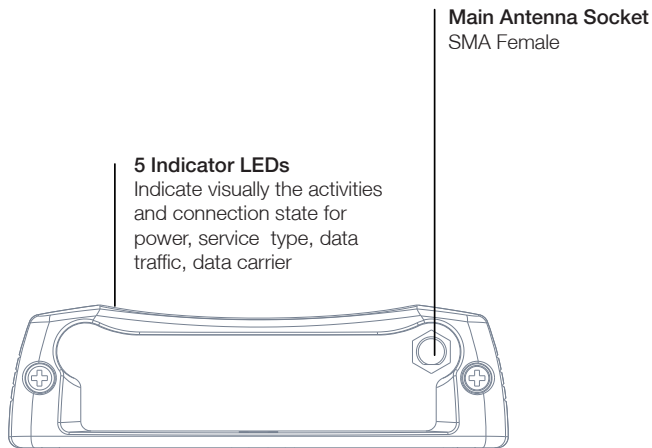 Main Antenna Socket
SMA Female
5 Indicator LEDs
Indicate visually the activities
and connection state for
power, service  type, data
traffic, data carrier